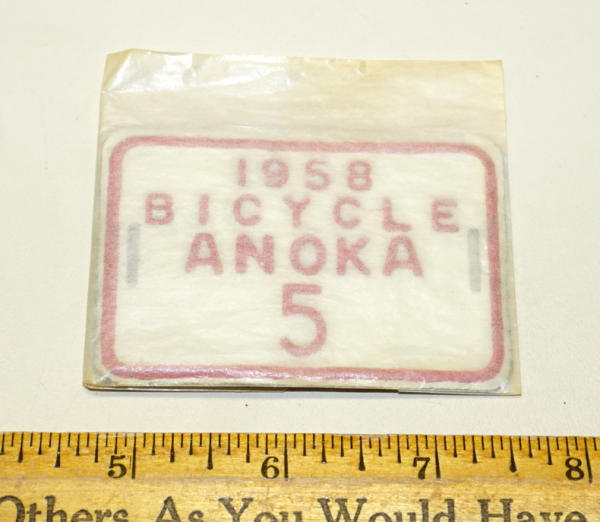 1958
BICYCLE
ANOKA
5
5 6 7 8
Others As You Would Have